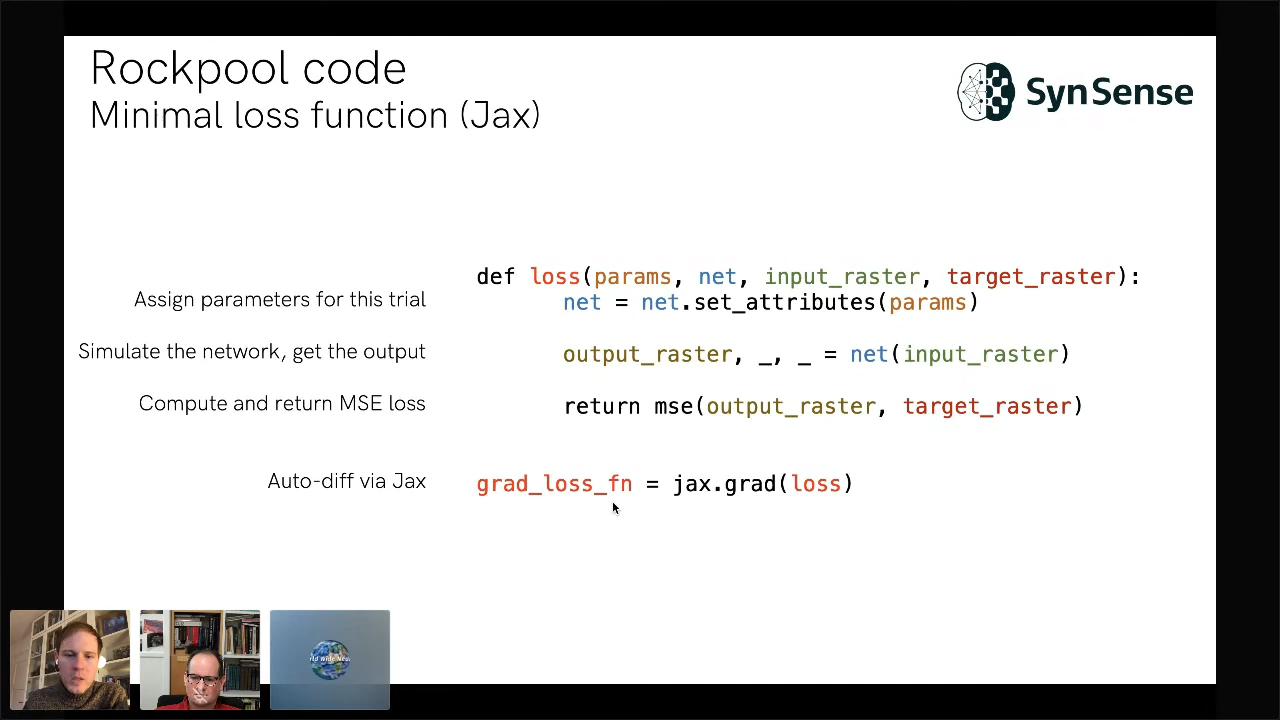 Rockpool code
Minimal loss function (Jax)
SynSense
def loss(params, net, input_raster, target_raster):
Assign parameters for this trial
net = net.set_attributes(params)
Simulate the network, get the output
output_raster, _, _ = net(input_raster)
Compute and return MSE loss
return mse(output_raster, target_raster)
Auto-diff via Jax
grad_loss_fn = jax.grad(loss)